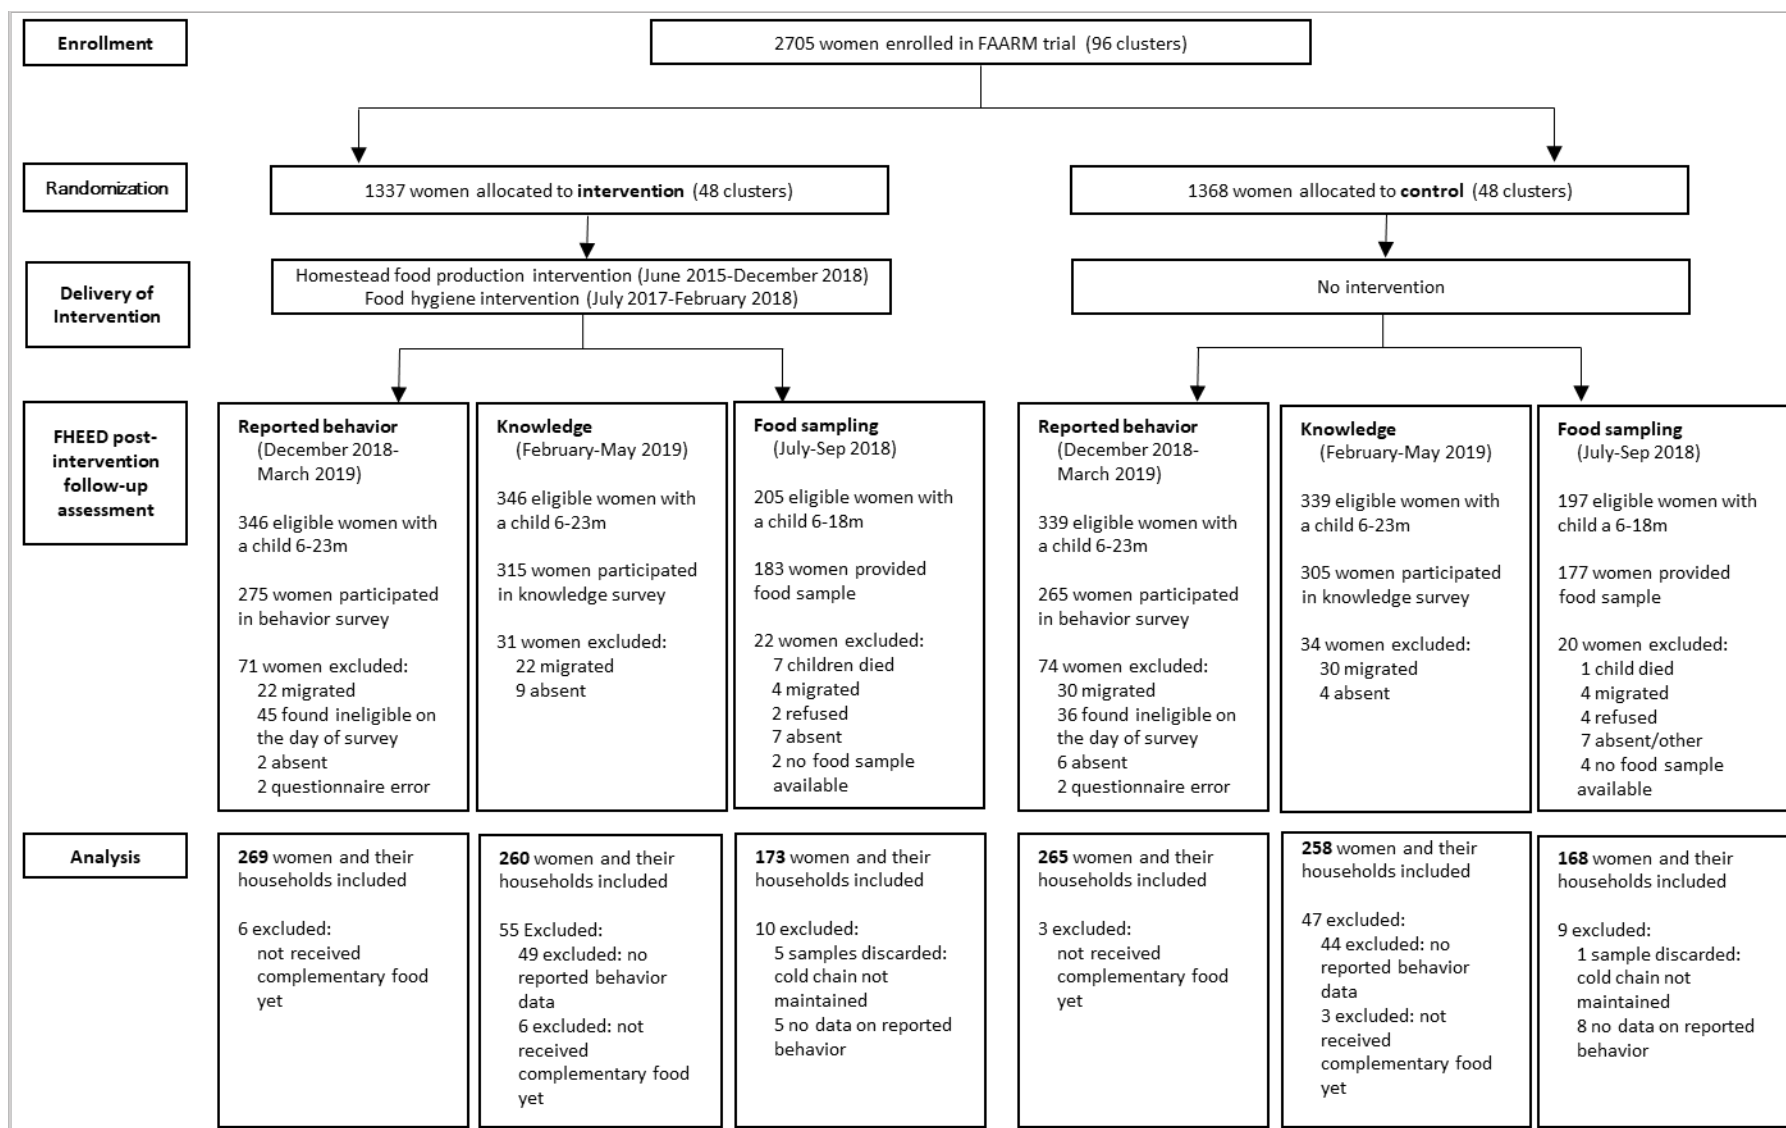 Enrollment
2705 women enrolled in FAARM trial (96 clusters)
Randomization
1337 women allocated to intervention (48 clusters)
1368 women allocated to control (48 clusters)
Delivery of
Intervention
Homestead food production intervention (June 2015-December 2018)
Food hygiene intervention (July 2017-February 2018)
No intervention
FHEED post-
intervention
follow-up
assessment
Reported behavior
(December 2018-
March 2019)
346 eligible women with
a child 6-23m
275 women participated
in behavior survey
71 women excluded:
22 migrated
45 found ineligible on
the day of survey
2 absent
2 questionnaire error
Knowledge
(February-May 2019)
346 eligible women with
a child 6-23m
315 women participated
in knowledge survey
31 women excluded:
22 migrated
9 absent
Food sampling
(July-Sep 2018)
205 eligible women with
a child 6-18m
183 women provided
food sample
22 women excluded:
7 children died
4 migrated
2 refused
7 absent
2 no food sample
available
Reported behavior
(December 2018-
March 2019)
339 eligible women with
a child 6-23m
265 women participated
in behavior survey
74 women excluded:
30 migrated
36 found ineligible on
the day of survey
6 absent
2 questionnaire error
Knowledge
(February-May 2019)
339 eligible women with
a child 6-23m
305 women participated
in knowledge survey
34 women excluded:
30 migrated
4 absent
Food sampling
(July-Sep 2018)
197 eligible women with
child a 6-18m
177 women provided
food sample
20 women excluded:
1 child died
4 migrated
4 refused
7 absent/other
4 no food sample
available
Analysis
269 women and their
households included
6 excluded:
not received
complementary food
yet
260 women and their
households included
55 Excluded:
49 excluded: no
reported behavior
data
6 excluded: not
received
complementary food
yet
173 women and their
households included
10 excluded:
5 samples discarded:
cold chain not
maintained
5 no data on reported
behavior
265 women and their
households included
3 excluded:
not received
complementary food
yet
258 women and their
households included
47 excluded:
44 excluded: no
reported behavior
data
3 excluded: not
received
complementary food
yet
168 women and their
households included
9 excluded:
1 sample discarded:
cold chain not
maintained
8 no data on reported
behavior